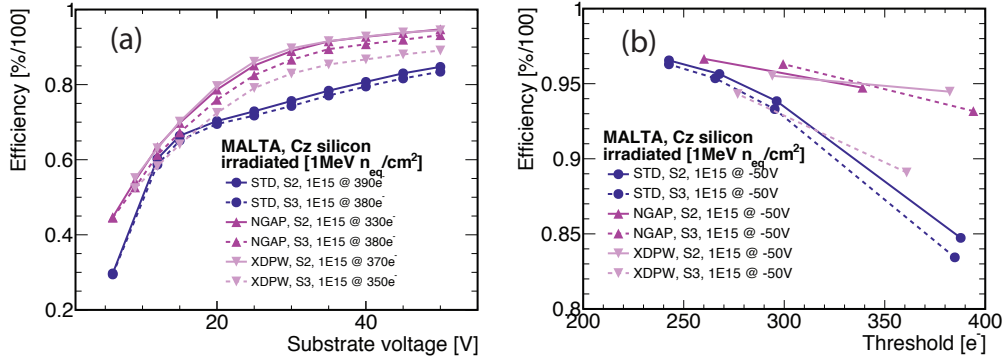 Efficiency [%/100]
1
0.8
0.6
0.4
0.2
(a)
MALTA, Cz silicon
irradiated [1MeV n_eq/cm²]
STD, S2, 1E15 @ 390e⁻
STD, S3, 1E15 @ 380e⁻
NGAP, S2, 1E15 @ 330e⁻
NGAP, S3, 1E15 @ 380e⁻
XDPW, S2, 1E15 @ 370e⁻
XDPW, S3, 1E15 @ 350e⁻
20 40
Substrate voltage [V]
Efficiency [%/100]
1
0.95
0.9
0.85
0.8
(b)
MALTA, Cz silicon
irradiated [1MeV n_eq/cm²]
STD, S2, 1E15 @ -50V
STD, S3, 1E15 @ -50V
NGAP, S2, 1E15 @ -50V
NGAP, S3, 1E15 @ -50V
XDPW, S2, 1E15 @ -50V
XDPW, S3, 1E15 @ -50V
200 250 300 350 400
Threshold [e⁻]